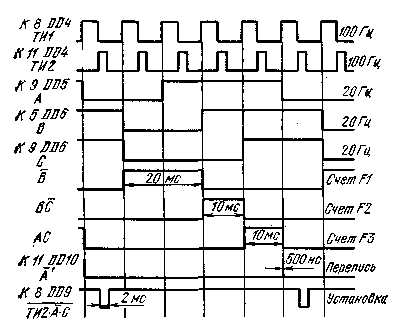 К 8 DD4
ТИ1
100 Гц
К 11 DD4
ТИ2
100 Гц
К 9 DD5
А
20 Гц
К 5 DD6
В
20 Гц
К 9 DD6
С
20 Гц
B̅
20 мс
Счет F1
BC̅
10 мс
Счет F2
АС
10 мс
Счет F3
500 нс
К 11 DD10
A̅'
Перепись
К 8 DD9
ТИ2·А·С
2 мс
Установка